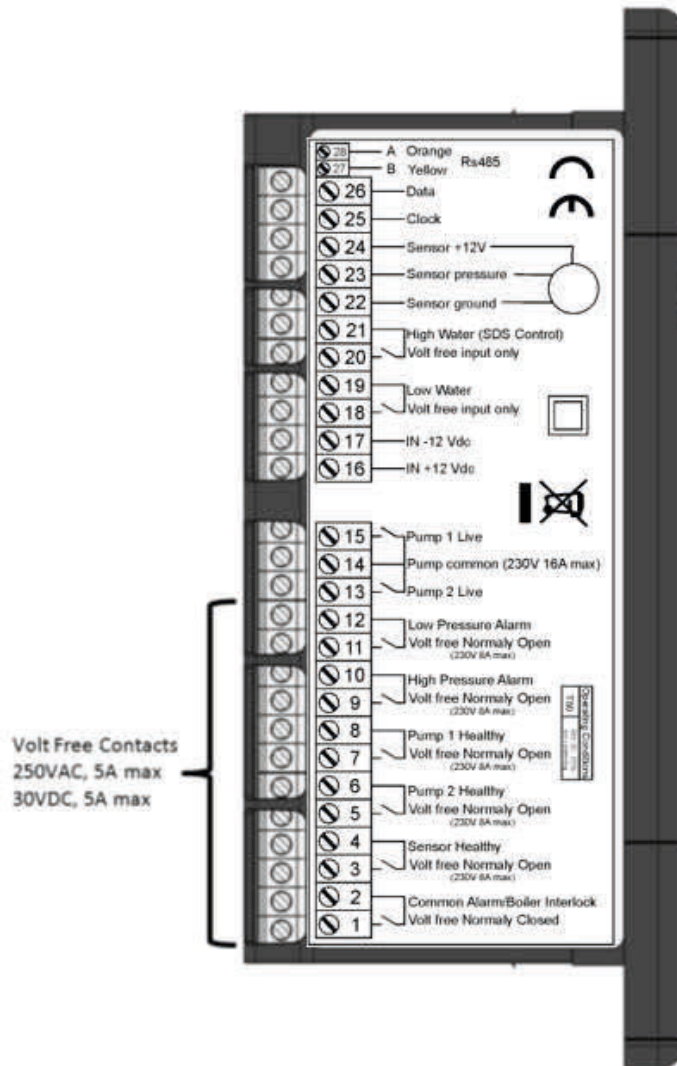 28 A Orange Rs485
27 B Yellow
26 Data
25 Clock
24 Sensor +12V
23 Sensor pressure
22 Sensor ground
21 High Water (SDS Control)
20 Volt free input only
19 Low Water
18 Volt free input only
17 IN -12 Vdc
16 IN +12 Vdc
15 Pump 1 Live
14 Pump common (230V 16A max)
13 Pump 2 Live
12 Low Pressure Alarm
11 Volt free Normaly Open
(230V 8A max)
10 High Pressure Alarm
9 Volt free Normaly Open
(230V 8A max)
8 Pump 1 Healthy
7 Volt free Normaly Open
(230V 8A max)
6 Pump 2 Healthy
5 Volt free Normaly Open
(230V 8A max)
4 Sensor Healthy
3 Volt free Normaly Open
(230V 8A max)
2 Common Alarm/Boiler Interlock
1 Volt free Normaly Closed
CE
Operating Conditions
Volt Free Contacts
250VAC, 5A max
30VDC, 5A max